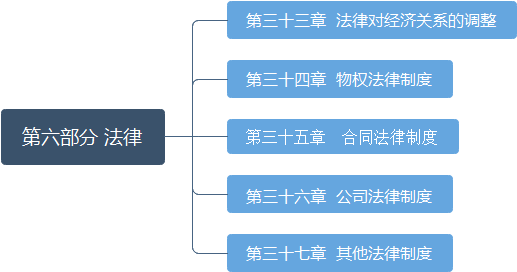 第三十三章 法律对经济关系的调整
第三十四章 物权法律制度
第六部分 法律
第三十五章 合同法律制度
第三十六章 公司法律制度
第三十七章 其他法律制度